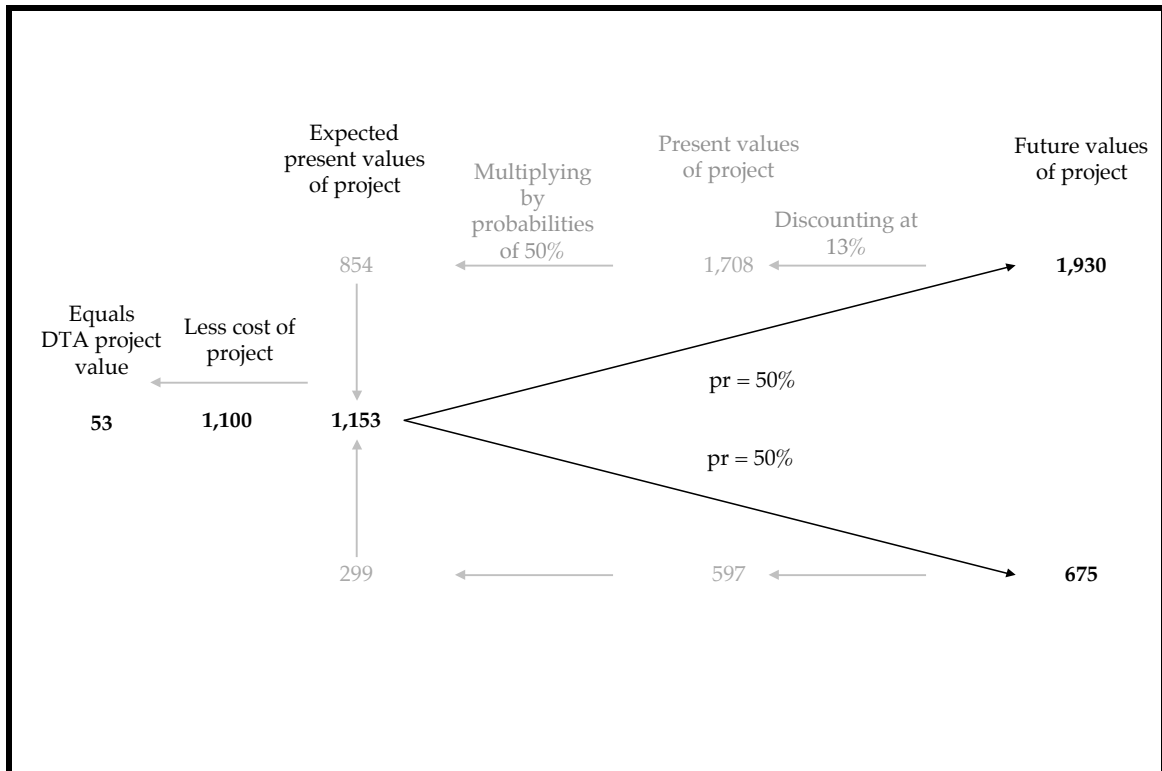 Expected
present values
of project
Present values
of project
Future values
of project
Multiplying
by
probabilities
of 50%
Discounting at
13%
854
1,708
1,930
Equals
DTA project
value
Less cost of
project
pr = 50%
53
1,100
1,153
pr = 50%
299
597
675